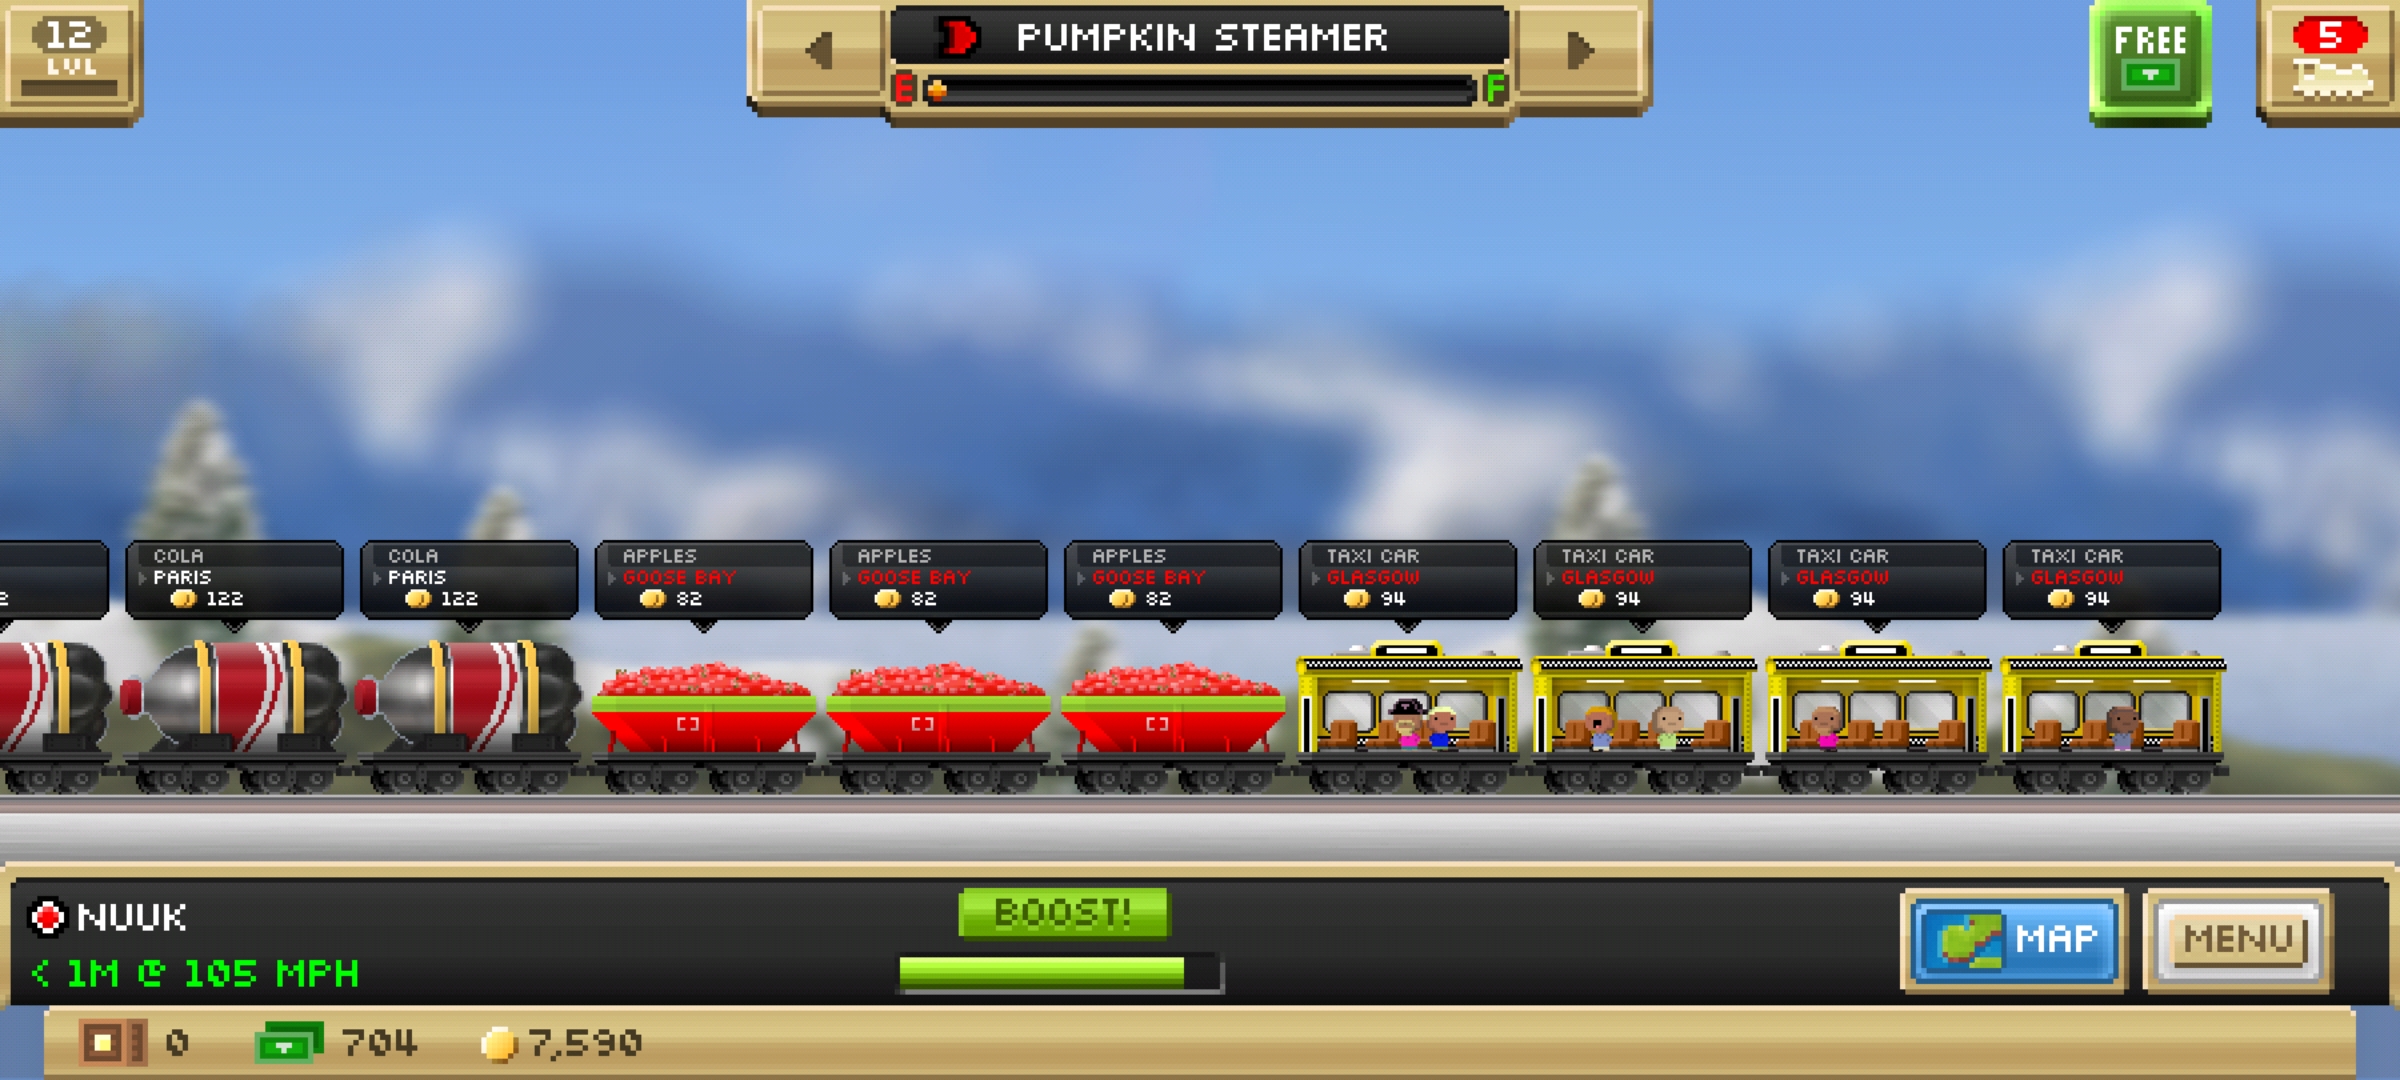 12
LVL
PUMPKIN STEAMER
E F
FREE
5
2
COLA
PARIS
122
COLA
PARIS
122
APPLES
GOOSE BAY
82
APPLES
GOOSE BAY
82
APPLES
GOOSE BAY
82
TAXI CAR
GLASGOW
94
TAXI CAR
GLASGOW
94
TAXI CAR
GLASGOW
94
TAXI CAR
GLASGOW
94
NUUK
< 1M @ 105 MPH
BOOST!
MAP
MENU
0 704 7,590